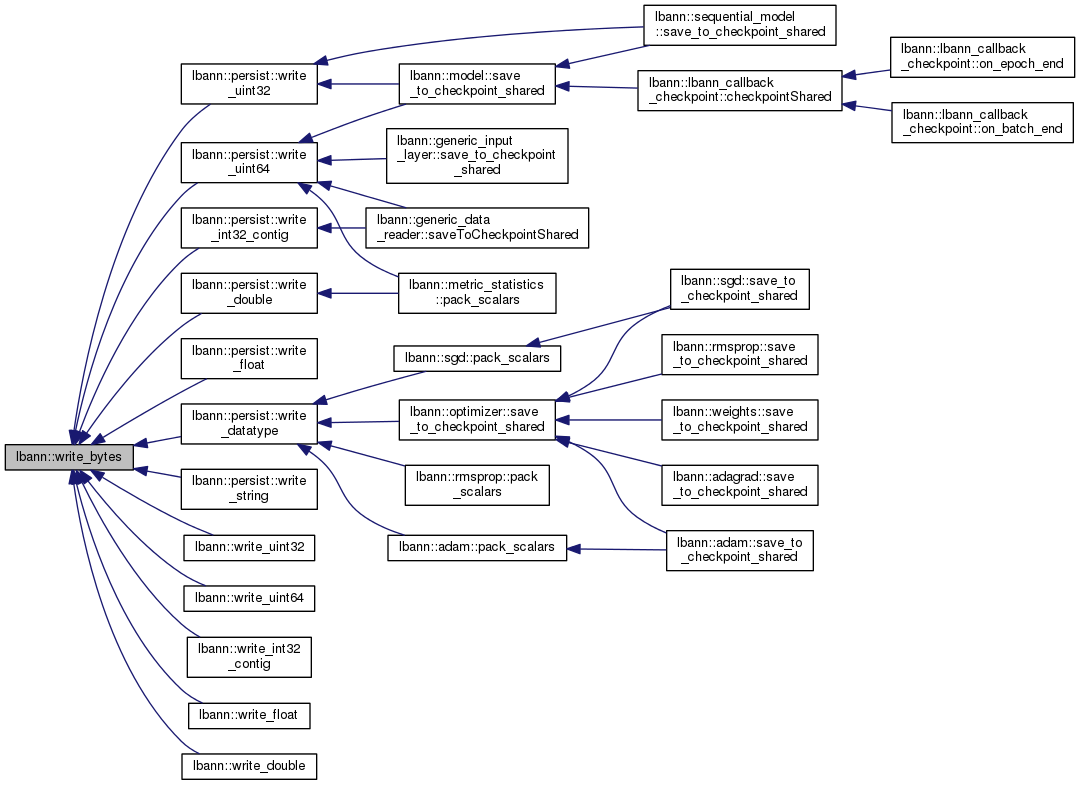 lbann::write_bytes
lbann::persist::write
_uint32
lbann::persist::write
_uint64
lbann::persist::write
_int32_contig
lbann::persist::write
_double
lbann::persist::write
_float
lbann::persist::write
_datatype
lbann::persist::write
_string
lbann::write_uint32
lbann::write_uint64
lbann::write_int32
_contig
lbann::write_float
lbann::write_double
lbann::model::save
_to_checkpoint_shared
lbann::generic_input
_layer::save_to_checkpoint
_shared
lbann::generic_data
_reader::saveToCheckpointShared
lbann::metric_statistics
::pack_scalars
lbann::sgd::pack_scalars
lbann::optimizer::save
_to_checkpoint_shared
lbann::rmsprop::pack
_scalars
lbann::adam::pack_scalars
lbann::sequential_model
::save_to_checkpoint_shared
lbann::lbann_callback
_checkpoint::checkpointShared
lbann::sgd::save_to
_checkpoint_shared
lbann::rmsprop::save
_to_checkpoint_shared
lbann::weights::save
_to_checkpoint_shared
lbann::adagrad::save
_to_checkpoint_shared
lbann::adam::save_to
_checkpoint_shared
lbann::lbann_callback
_checkpoint::on_epoch_end
lbann::lbann_callback
_checkpoint::on_batch_end